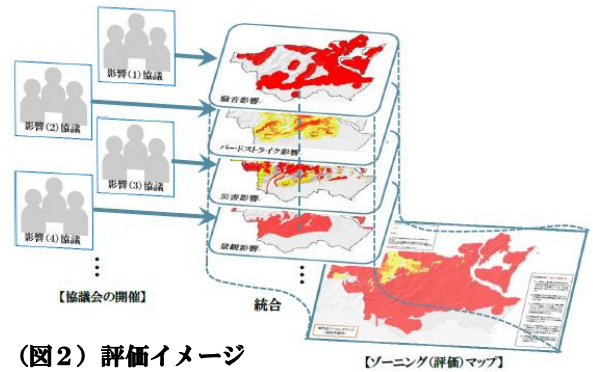 影響(1)協議
影響(2)協議
影響(3)協議
影響(4)協議
騒音影響
バードストライク影響
災害影響
景観影響
【協議会の開催】
統合
(図2)評価イメージ
【ゾーニング(評価)マップ】